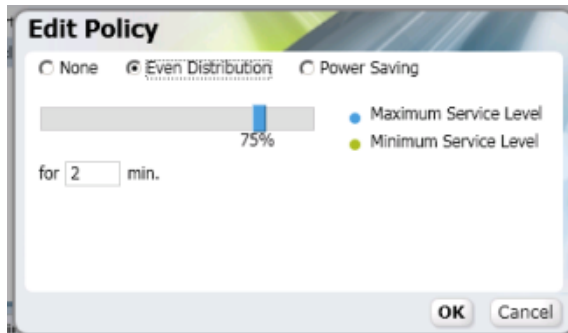 Edit Policy
None Even Distribution Power Saving
Maximum Service Level
75%
Minimum Service Level
for 2 min.
OK Cancel